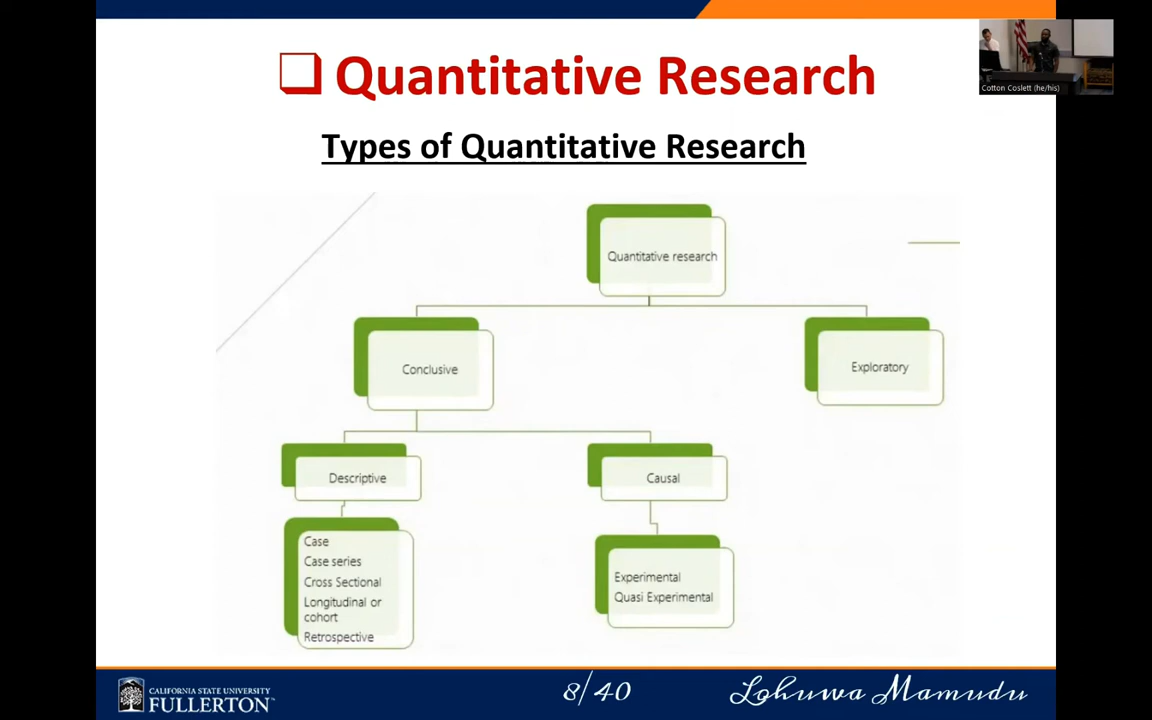 Quantitative Research
Cotton Coslett (he/his)
Types of Quantitative Research
Quantitative research
Conclusive
Exploratory
Descriptive
Causal
Case
Case series
Cross Sectional
Longitudinal or
cohort
Retrospective
Experimental
Quasi Experimental
CALIFORNIA STATE UNIVERSITY
FULLERTON™
8/40
Lohuwa Mamudu